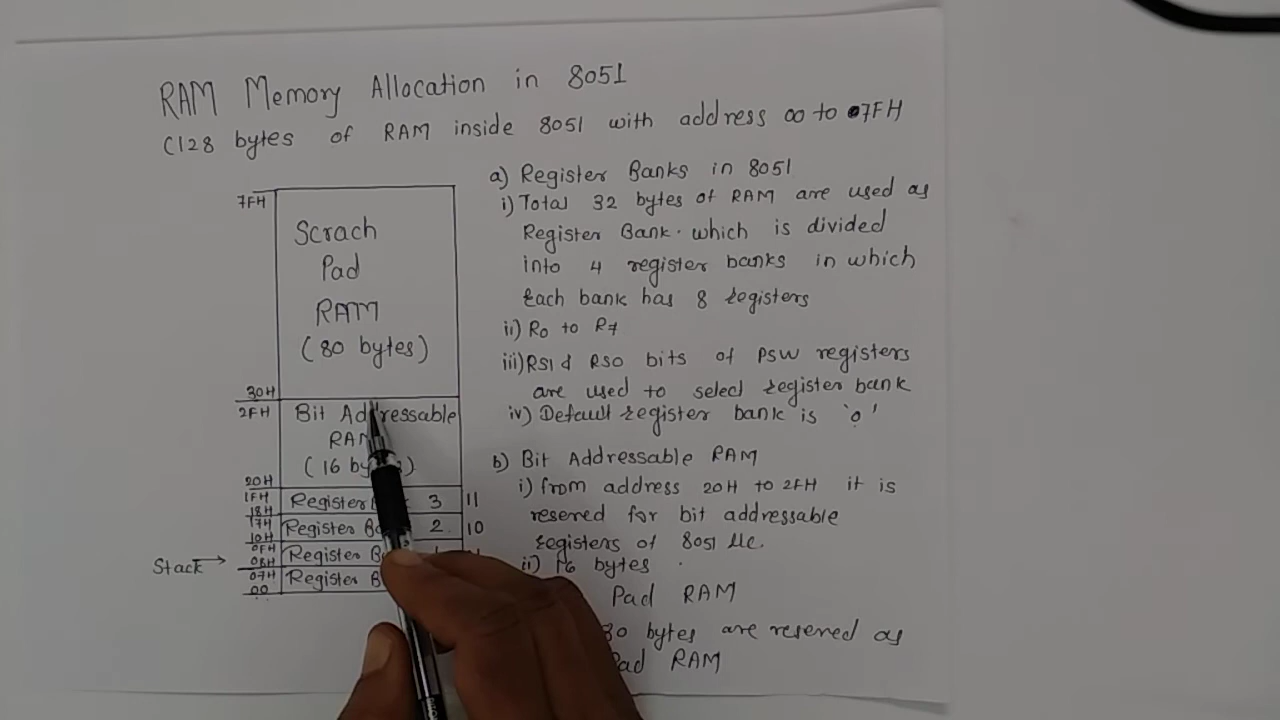 RAM Memory Allocation in 8051
(128 bytes of RAM inside 8051 with address 00 to 07FH
7FH
Scrach
Pad
RAM
(80 bytes)
30H
2FH
Bit Addressable
RAM
(16 bytes)
20H
1FH
Register 3 11
18H
17H
Register 2 10
10H
0FH
Register
Stack →
08H
07H
Register
00
a) Register Banks in 8051
i) Total 32 bytes of RAM are used as
Register Bank. which is divided
into 4 register banks in which
Each bank has 8 registers
ii) R0 to R7
iii) RS1 & RS0 bits of PSW registers
are used to select register bank
iv) Default register bank is '0'
b) Bit Addressable RAM
i) from address 20H to 2FH it is
resered for bit addressable
registers of 8051 μc.
ii) 16 bytes
Pad RAM
80 bytes are reserved as
Pad RAM